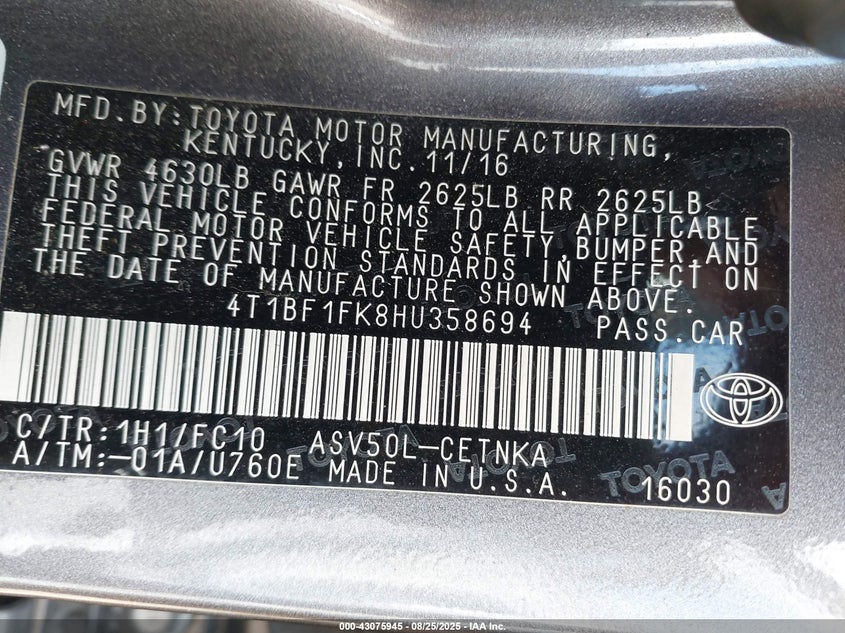 MFD.BY:TOYOTA MOTOR MANUFACTURING,
KENTUCKY,INC. 11/16
GVWR 4630LB GAWR FR 2625LB RR 2625LB
THIS VEHICLE CONFORMS TO ALL APPLICABLE
FEDERAL MOTOR VEHICLE SAFETY,BUMPER,AND
THEFT PREVENTION STANDARDS IN EFFECT ON
THE DATE OF MANUFACTURE SHOWN ABOVE.
4T1BF1FK8HU358694 PASS.CAR
C/TR:1H1/FC10 ASV50L-CETNKA
A/TM:-01A/U760E MADE IN U.S.A. 16030
TOYOTA
000-43075945 - 08/25/2025 - IAA Inc.